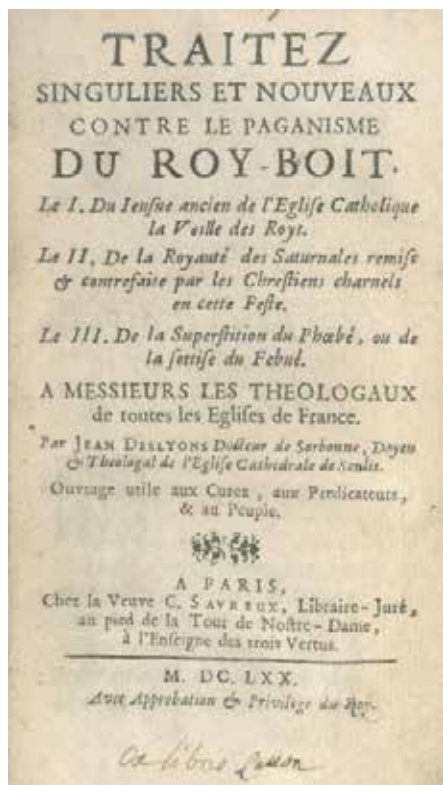 TRAITEZ
SINGULIERS ET NOUVEAUX
CONTRE LE PAGANISME
DU ROY-BOIT.
Le I. Du Ieuſne ancien de l'Egliſe Catholique
la Veille des Roys.
Le II. De la Royauté des Saturnales remiſe
& contrefaite par les Chreſtiens charnels
en cette Feſte.
Le III. De la Superſtition du Phœbé, ou de
la ſottiſe du Febué.
A MESSIEURS LES THEOLOGAUX
de toutes les Egliſes de France.
Par JEAN DESLYONS Docteur de Sorbonne, Doyen
& Theologal de l'Egliſe Cathedrale de Senlis.
Ouvrage utile aux Curez, aux Predicateurs,
& au Peuple.
A PARIS,
Chez la Veuve C. SAVREUX, Libraire-Juré,
au pied de la Tour de Noſtre-Dame,
à l'Enſeigne des trois Vertus.
M. DC. LXX.
Avec Approbation & Privilege du Roy.
Ex libris